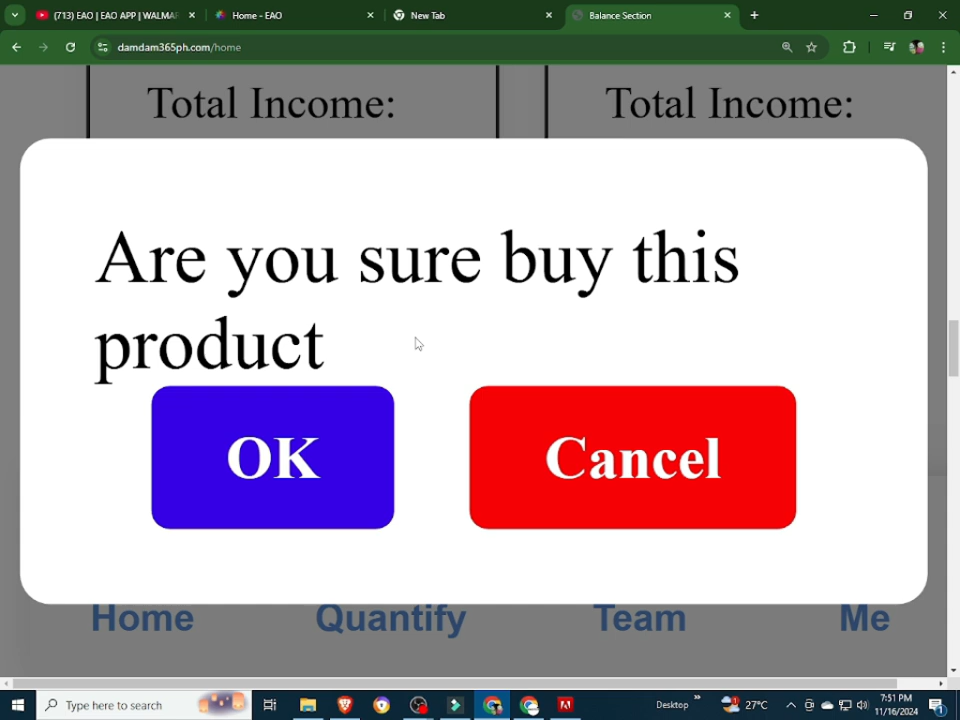 (713) EAO | EAO APP | WALMA
Home - EAO
New Tab
Balance Section
damdam365ph.com/home
Total Income:
Total Income:
Are you sure buy this
product
OK
Cancel
Home
Quantify
Team
Me
Type here to search
Desktop
27°C
7:51 PM
11/16/2024
1